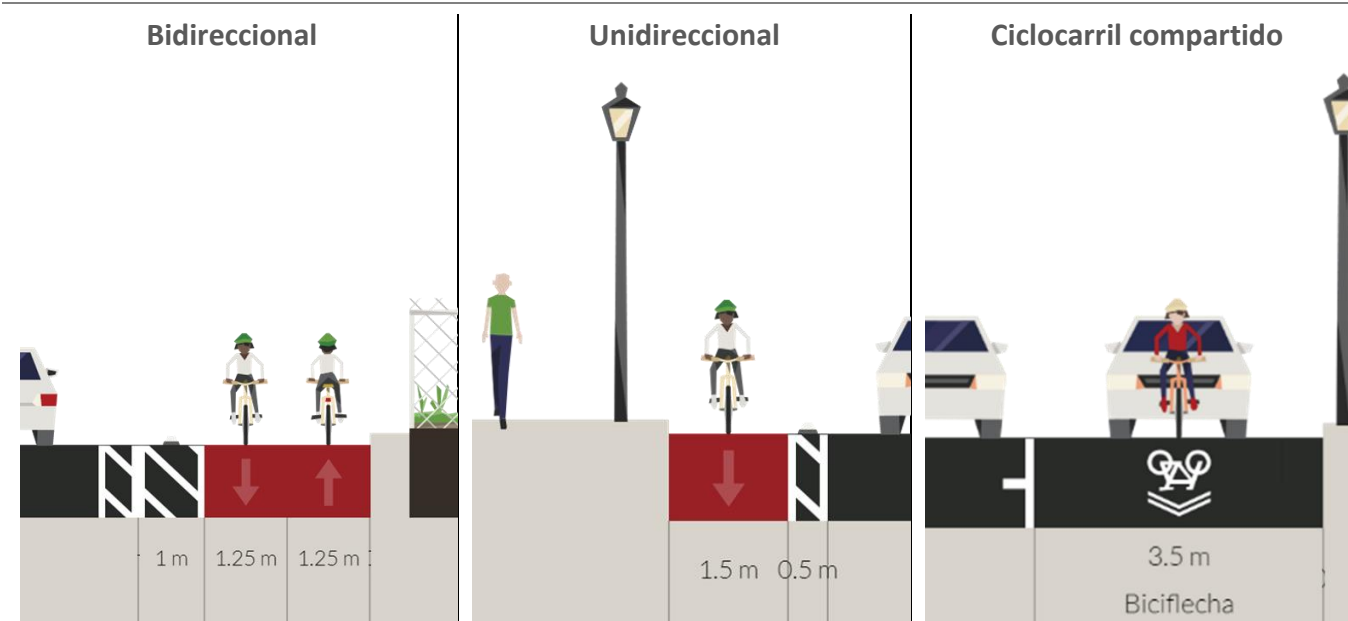 Bidireccional
1 m
1.25 m
1.25 m
Unidireccional
1.5 m
0.5 m
Ciclocarril compartido
3.5 m
Biciflecha